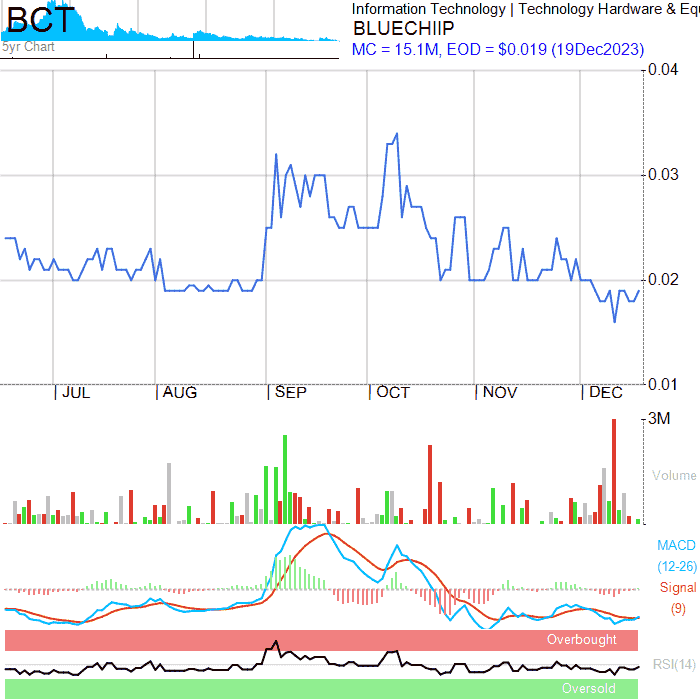 BCT
5yr Chart
Information Technology | Technology Hardware & Equ
BLUECHIIP
MC = 15.1M, EOD = $0.019 (19Dec2023)
0.04
0.03
0.02
0.01
JUL AUG SEP OCT NOV DEC
3M
Volume
MACD
(12-26)
Signal
(9)
Overbought
RSI(14)
Oversold